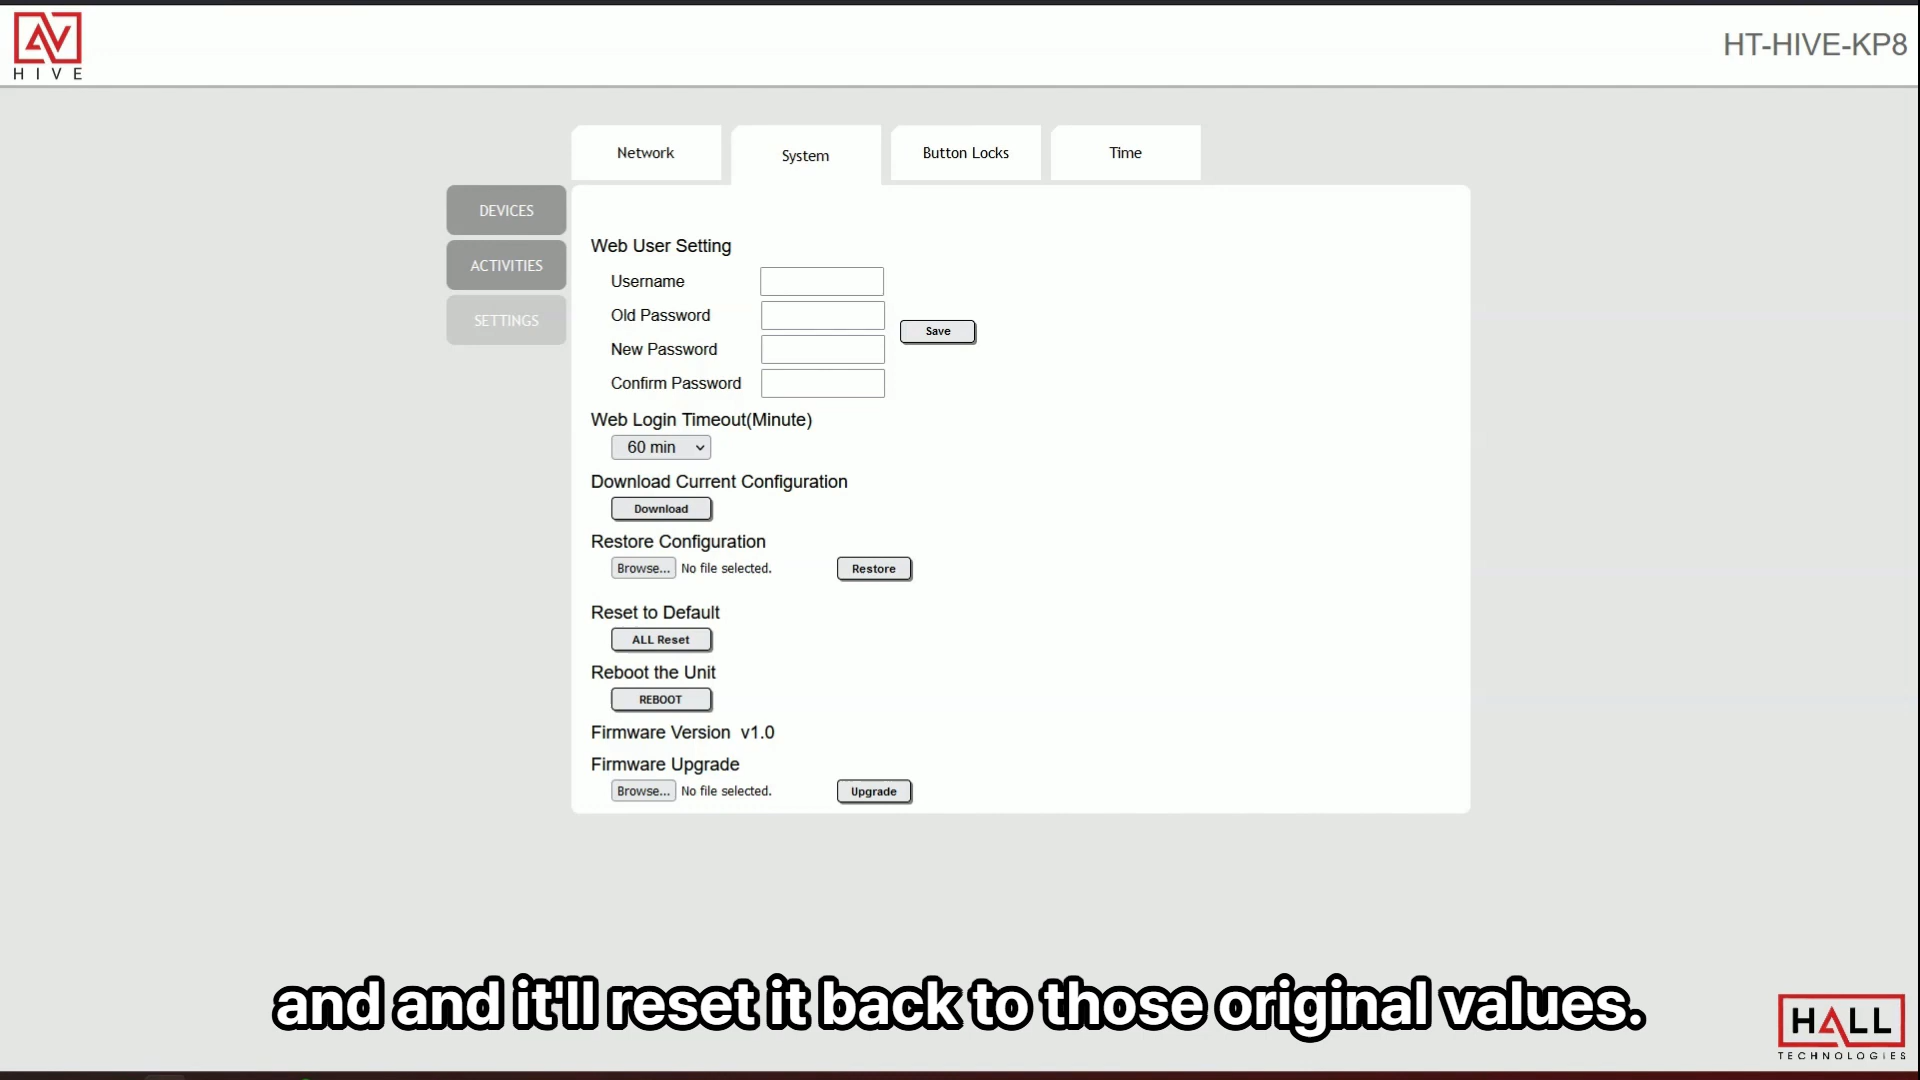 AV
HIVE
HT-HIVE-KP8
Network
System
Button Locks
Time
DEVICES
ACTIVITIES
SETTINGS
Web User Setting
Username
Old Password
New Password
Confirm Password
Save
Web Login Timeout(Minute)
60 min
Download Current Configuration
Download
Restore Configuration
Browse... No file selected.
Restore
Reset to Default
ALL Reset
Reboot the Unit
REBOOT
Firmware Version v1.0
Firmware Upgrade
Browse... No file selected.
Upgrade
and and it'll reset it back to those original values.
HALL
TECHNOLOGIES